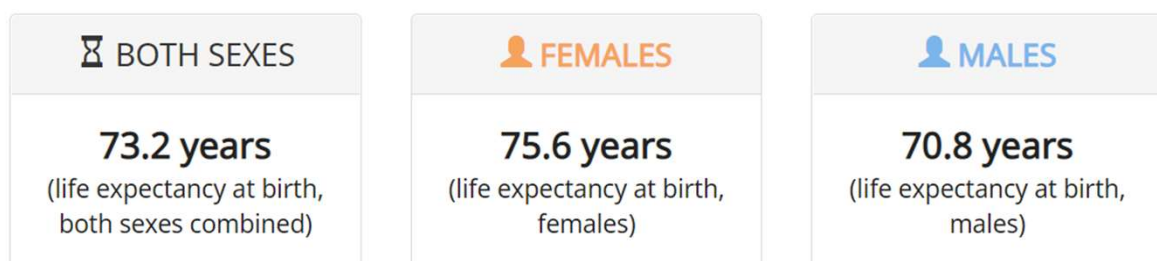 BOTH SEXES
73.2 years
(life expectancy at birth,
both sexes combined)
FEMALES
75.6 years
(life expectancy at birth,
females)
MALES
70.8 years
(life expectancy at birth,
males)